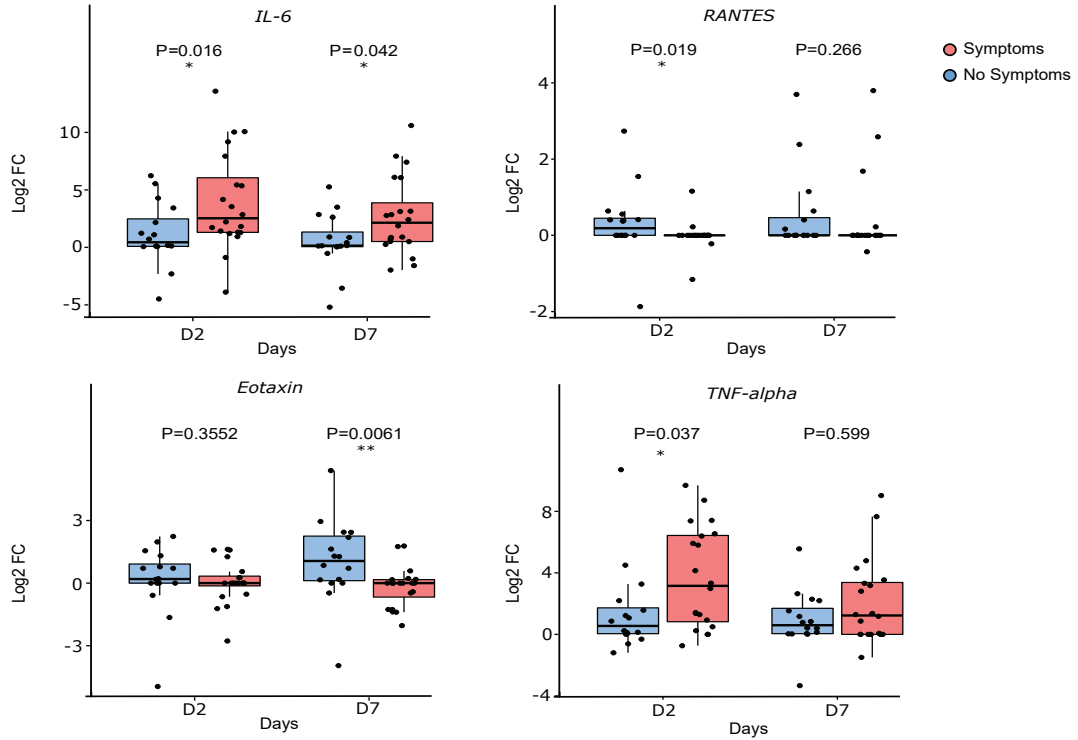 IL-6
P=0.016
*
P=0.042
*
Log2 FC
10
5
0
-5
D2
D7
Days
RANTES
P=0.019
*
P=0.266
Log2 FC
4
2
0
-2
D2
D7
Days
Symptoms
No Symptoms
Eotaxin
P=0.3552
P=0.0061
**
Log2 FC
3
0
-3
D2
D7
Days
TNF-alpha
P=0.037
*
P=0.599
Log2 FC
8
4
0
-4
D2
D7
Days